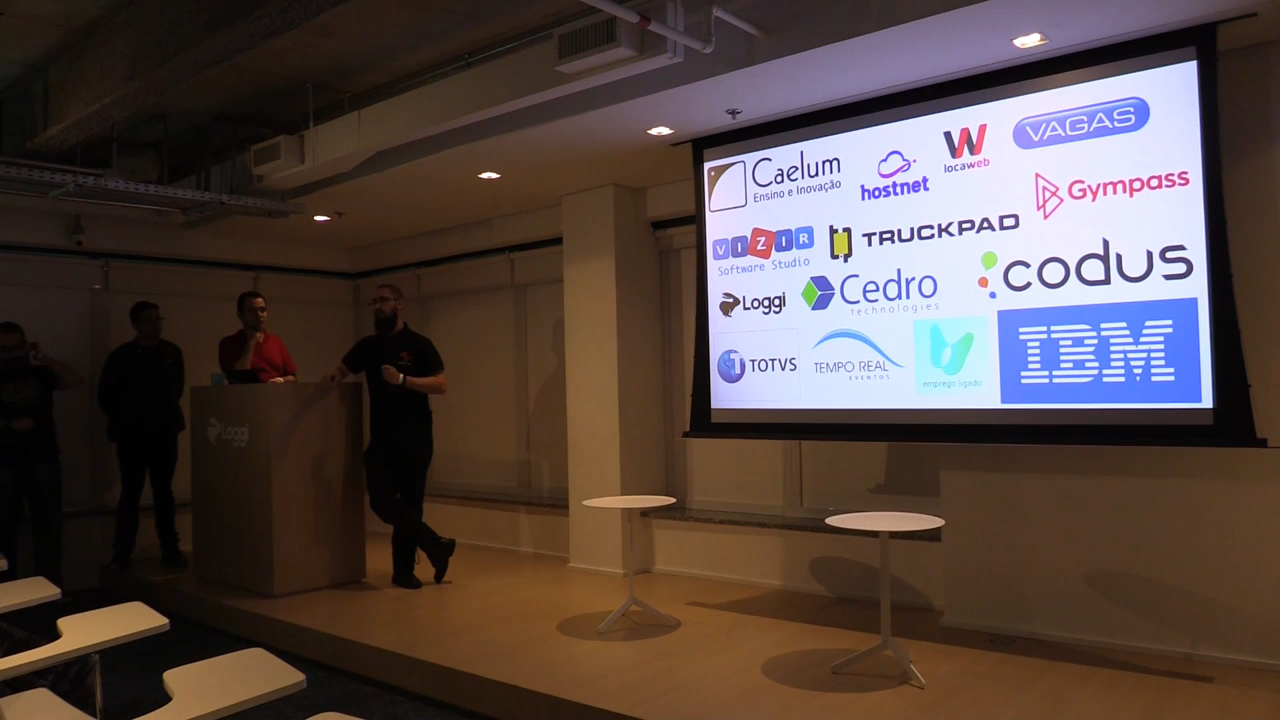 Caelum
Ensino e Inovação
hostnet
W
locaweb
VAGAS
Gympass
VIZIR
Software Studio
tp TRUCKPAD
codus
Loggi
Cedro
technologies
T TOTVS
TEMPO REAL
EVENTOS
emprego ligado
IBM
Loggi